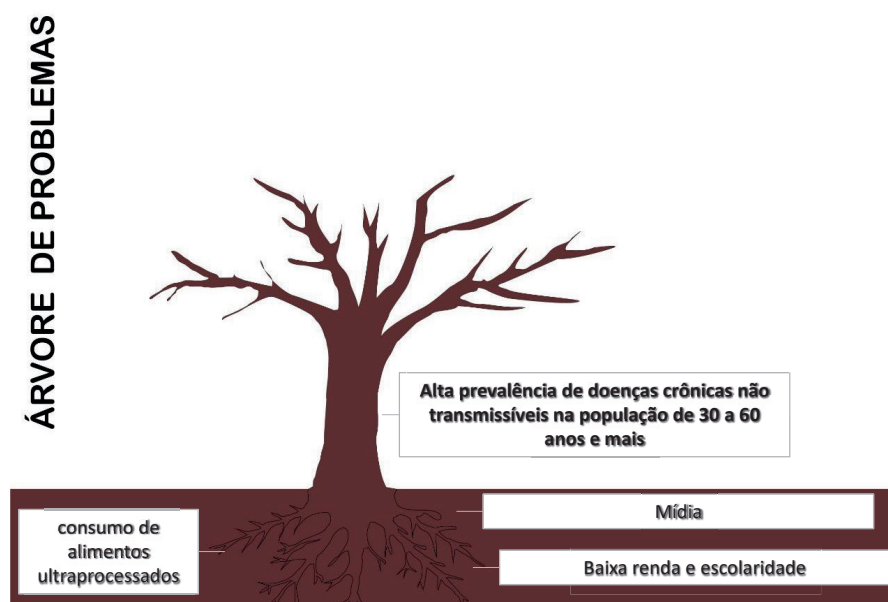 ÁRVORE DE PROBLEMAS
Alta prevalência de doenças crônicas não
transmissíveis na população de 30 a 60
anos e mais
Mídia
consumo de
alimentos
ultraprocessados
Baixa renda e escolaridade